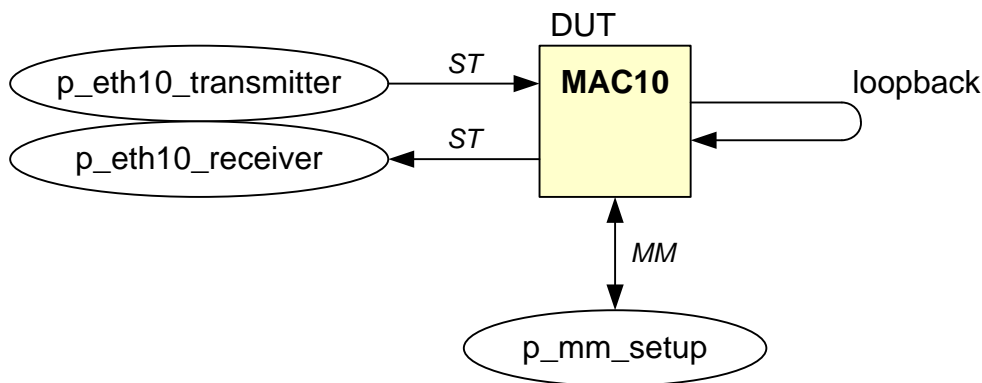 DUT
p_eth10_transmitter
ST
MAC10
loopback
p_eth10_receiver
ST
MM
p_mm_setup